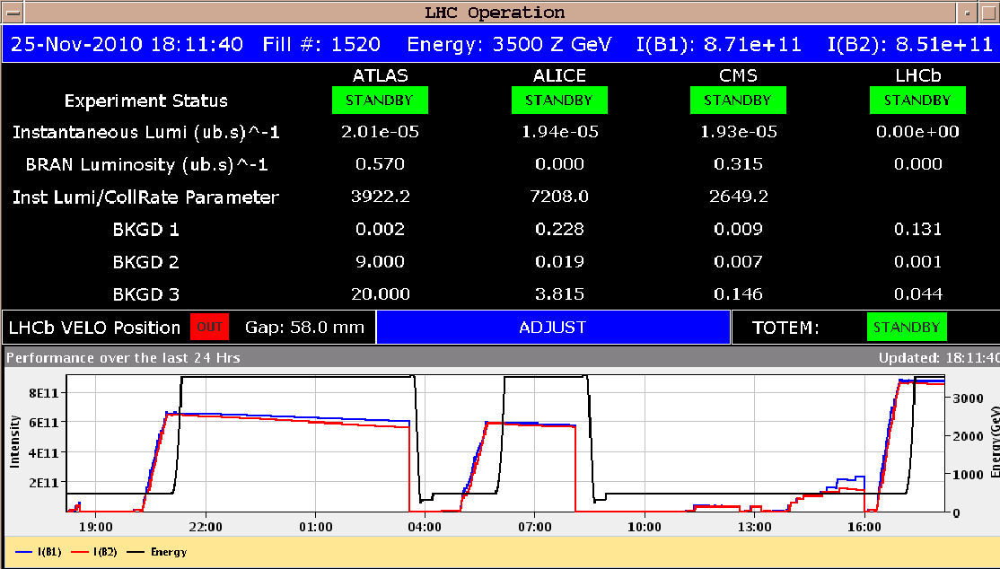 LHC Operation
25-Nov-2010 18:11:40 Fill #: 1520 Energy: 3500 Z GeV I(B1): 8.71e+11 I(B2): 8.51e+11
ATLAS ALICE CMS LHCb
Experiment Status STANDBY STANDBY STANDBY STANDBY
Instantaneous Lumi (ub.s)^-1 2.01e-05 1.94e-05 1.93e-05 0.00e+00
BRAN Luminosity (ub.s)^-1 0.570 0.000 0.315 0.000
Inst Lumi/CollRate Parameter 3922.2 7208.0 2649.2
BKGD 1 0.002 0.228 0.009 0.131
BKGD 2 9.000 0.019 0.007 0.001
BKGD 3 20.000 3.815 0.146 0.044
LHCb VELO Position OUT Gap: 58.0 mm ADJUST TOTEM: STANDBY
Performance over the last 24 Hrs Updated: 18:11:40
Intensity
8E11
6E11
4E11
2E11
3000
2000
1000
0
Energy(GeV)
19:00 22:00 01:00 04:00 07:00 10:00 13:00 16:00
I(B1) I(B2) Energy